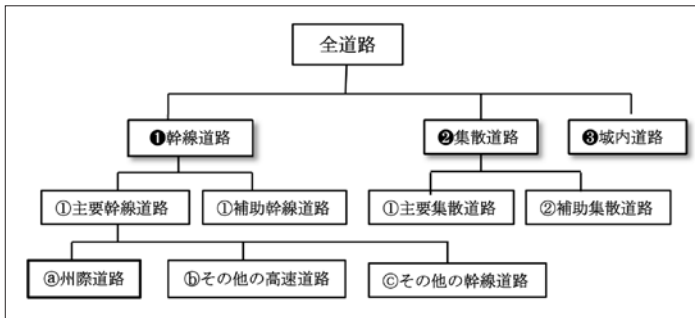 全道路
❶幹線道路
❷集散道路
❸域内道路
①主要幹線道路
①補助幹線道路
①主要集散道路
②補助集散道路
ⓐ州際道路
ⓑその他の高速道路
ⓒその他の幹線道路